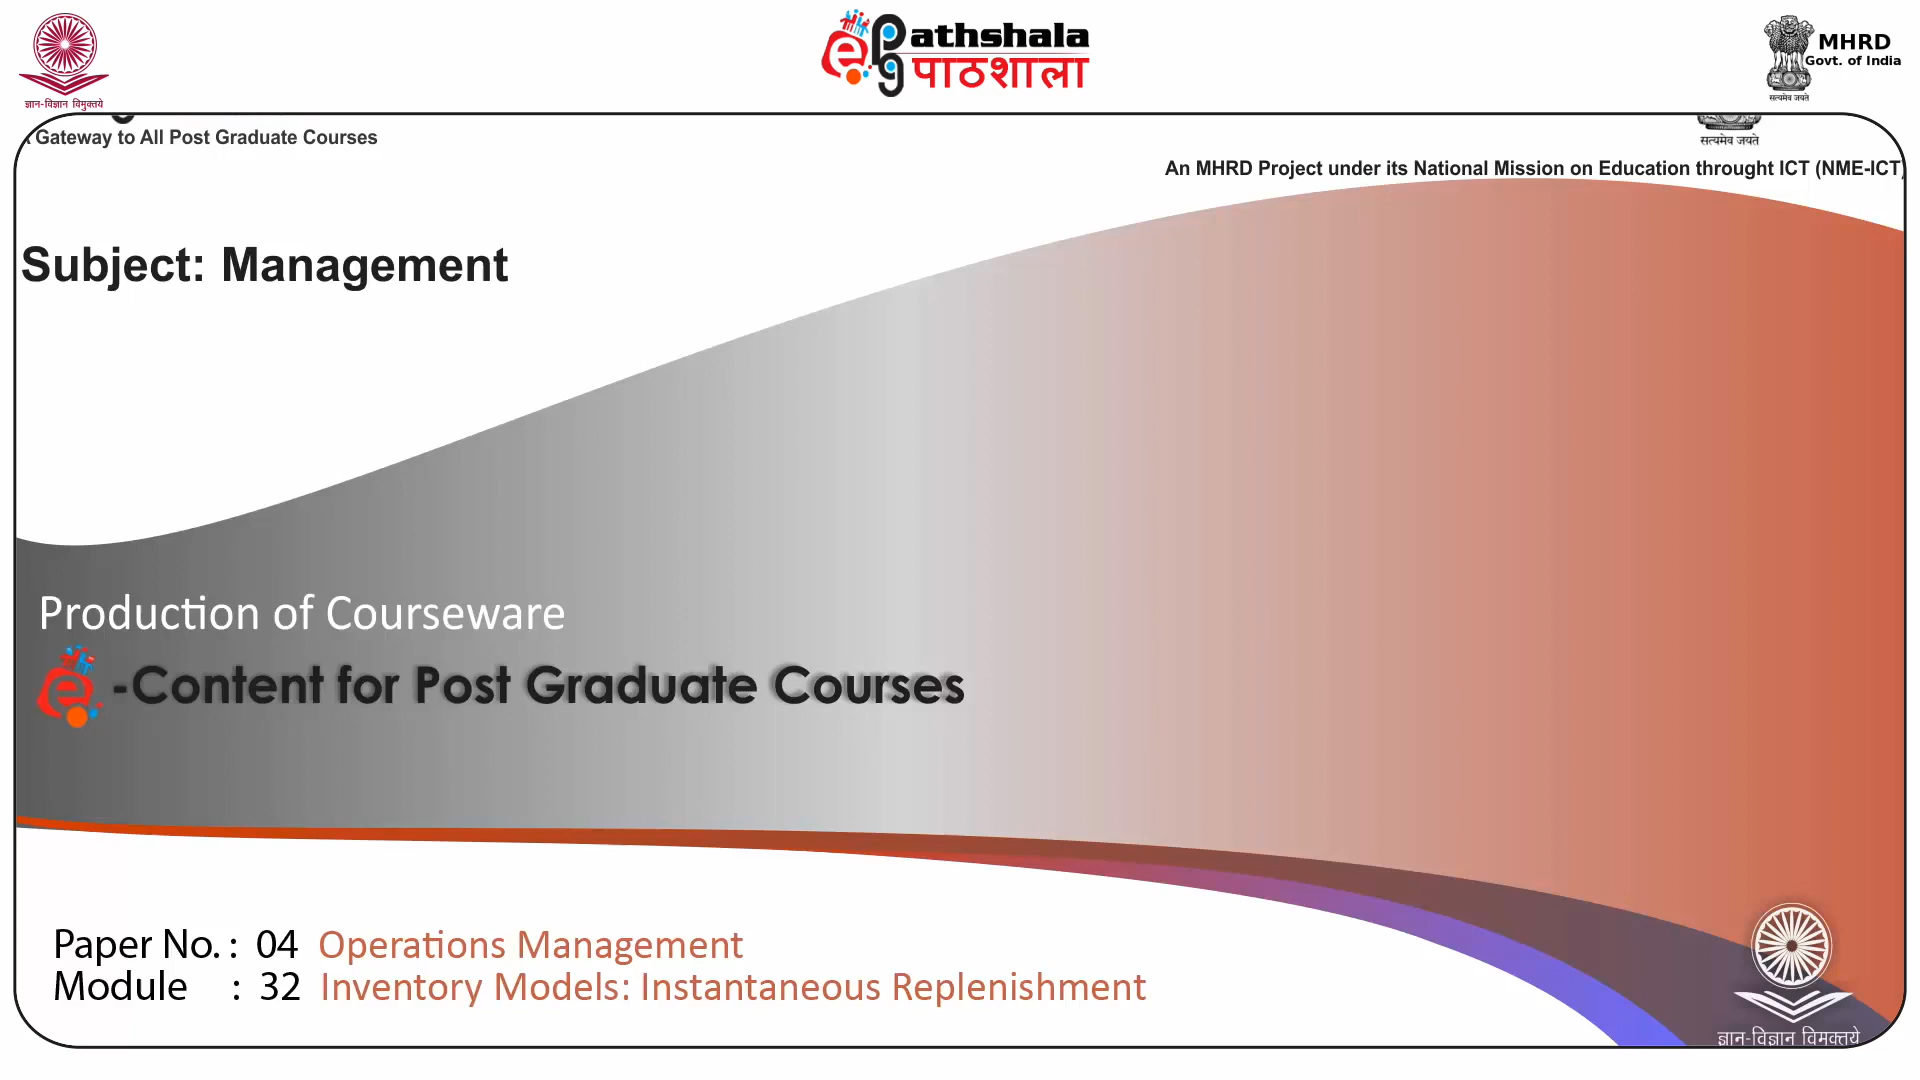 ePathshala
पाठशाला
MHRD
Govt. of India
सत्यमेव जयते
ज्ञान-विज्ञान विमुक्तये
Gateway to All Post Graduate Courses
सत्यमेव जयते
An MHRD Project under its National Mission on Education throught ICT (NME-ICT)
Subject: Management
Production of Courseware
e-Content for Post Graduate Courses
Paper No. : 04 Operations Management
Module : 32 Inventory Models: Instantaneous Replenishment
ज्ञान-विज्ञान विमुक्तये